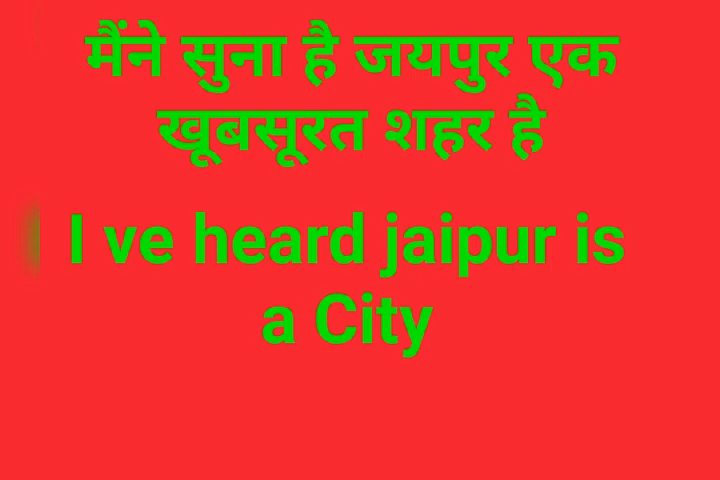 मैंने सुना है जयपुर एक
खूबसूरत शहर है
I ve heard jaipur is
a City